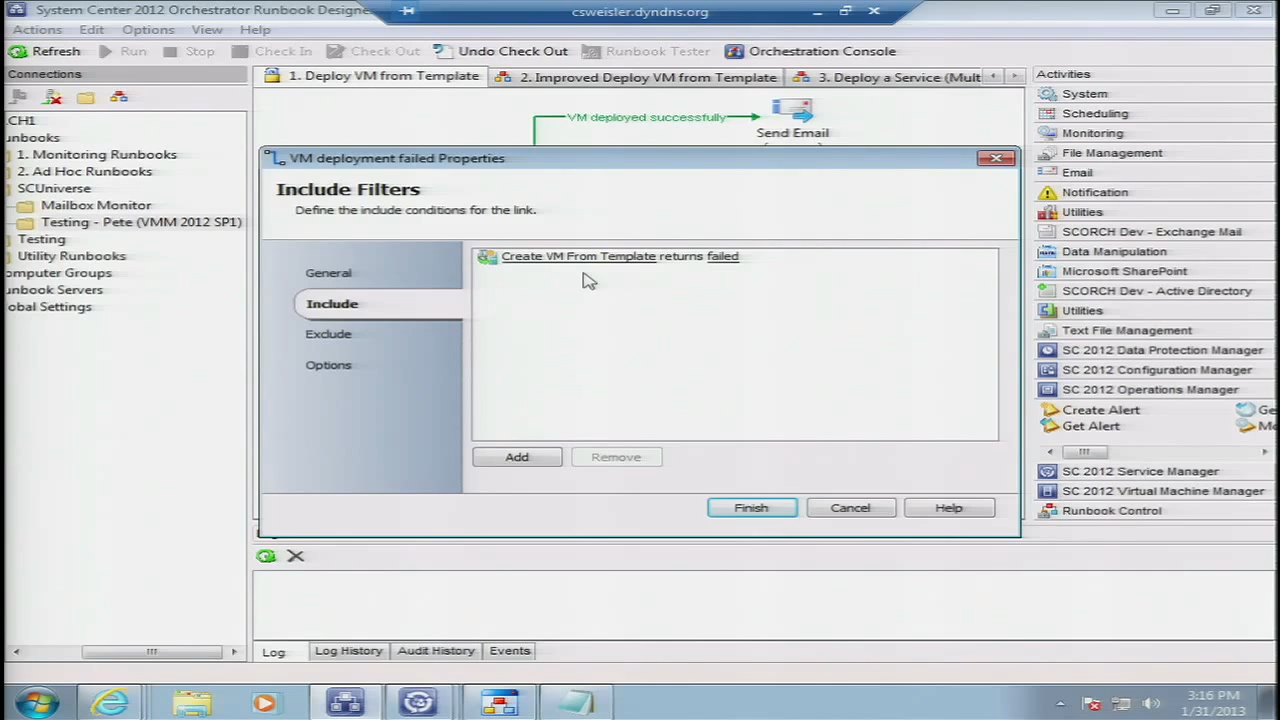 System Center 2012 Orchestrator Runbook Designe
csweisler.dyndns.org
Actions Edit Options View Help
Refresh Run Stop Check In Check Out Undo Check Out Runbook Tester Orchestration Console
Connections
1. Deploy VM from Template 2. Improved Deploy VM from Template 3. Deploy a Service (Mult
Activities
CH1
unbooks
1. Monitoring Runbooks
2. Ad Hoc Runbooks
SCUniverse
Mailbox Monitor
Testing - Pete (VMM 2012 SP1)
Testing
Utility Runbooks
omputer Groups
unbook Servers
obal Settings
VM deployed successfully
Send Email
VM deployment failed Properties
Include Filters
Define the include conditions for the link.
General
Include
Exclude
Options
Create VM From Template returns failed
Add Remove
Finish Cancel Help
System
Scheduling
Monitoring
File Management
Email
Notification
Utilities
SCORCH Dev - Exchange Mail
Data Manipulation
Microsoft SharePoint
SCORCH Dev - Active Directory
Utilities
Text File Management
SC 2012 Data Protection Manager
SC 2012 Configuration Manager
SC 2012 Operations Manager
Create Alert Ge
Get Alert Mo
SC 2012 Service Manager
SC 2012 Virtual Machine Manager
Runbook Control
Log Log History Audit History Events
3:16 PM
1/31/2013